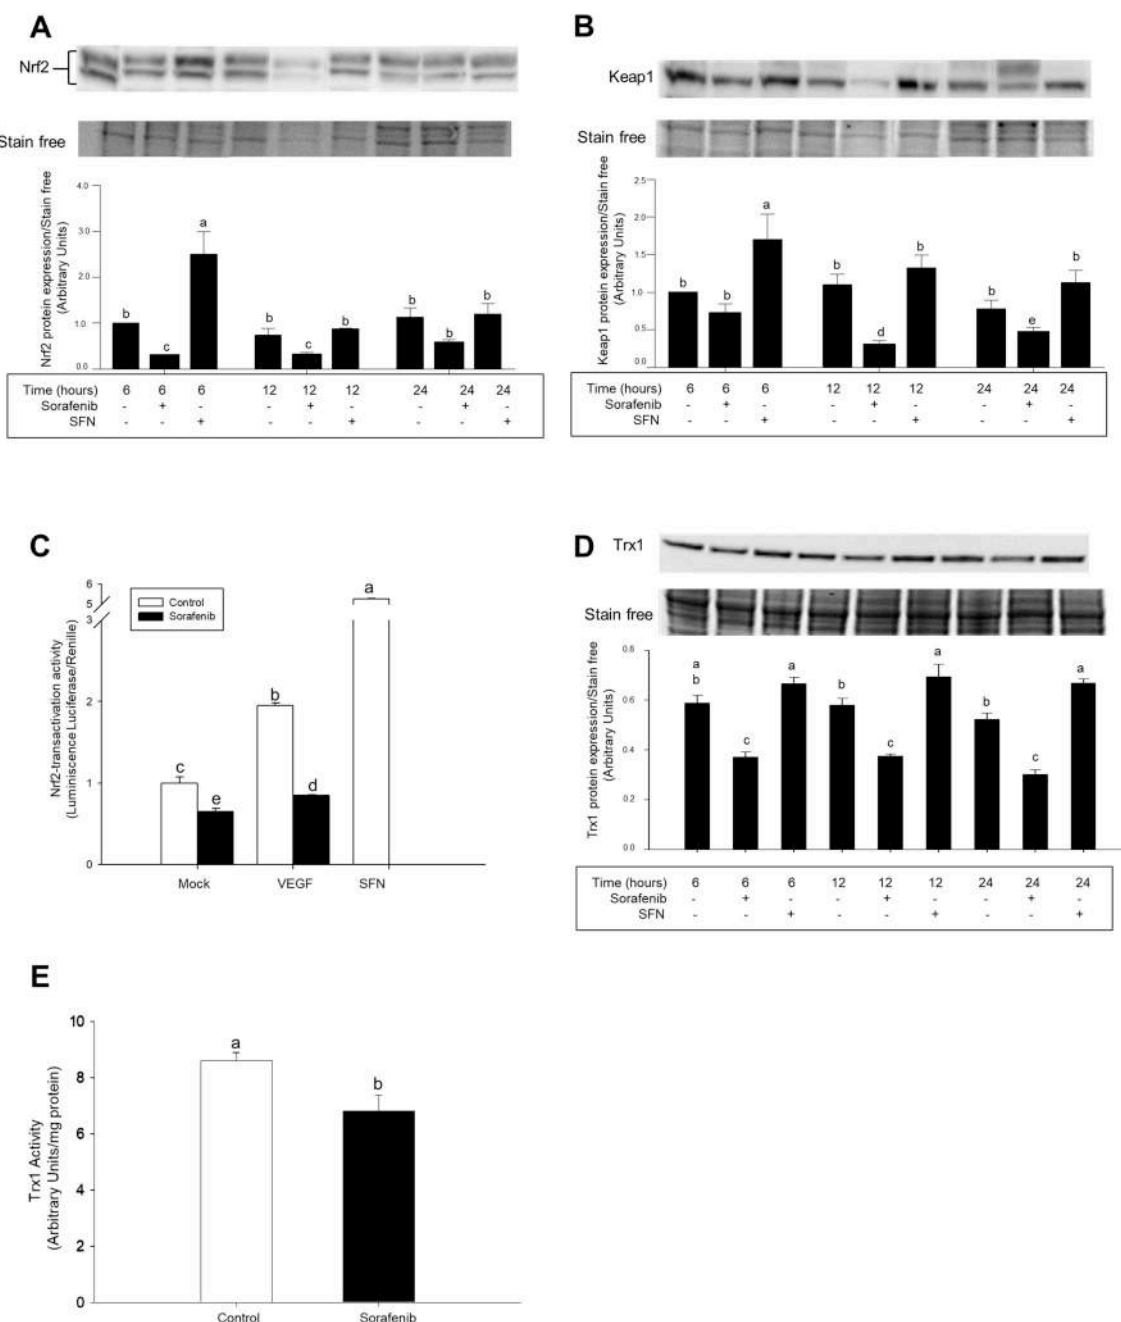 A
Nrf2
Stain free
Nrf2 protein expression/Stain free
(Arbitrary Units)
4.0
3.0
2.0
1.0
0.0
b
c
a
b
c
b
b
b
b
Time (hours) 6 6 6 12 12 12 24 24 24
Sorafenib - + - - + - - + -
SFN - - + - - + - - +
B
Keap1
Stain free
Keap1 protein expression/Stain free
(Arbitrary Units)
2.5
2.0
1.5
1.0
0.5
0.0
b
b
a
b
d
b
b
e
b
Time (hours) 6 6 6 12 12 12 24 24 24
Sorafenib - + - - + - - + -
SFN - - + - - + - - +
C
Nrf2-transactivation activity
(Luminiscence Luciferase/Renille)
6
5
3
2
1
0
Control
Sorafenib
c
e
b
d
a
Mock VEGF SFN
D
Trx1
Stain free
Trx1 protein expression/Stain free
(Arbitrary Units)
0.8
0.6
0.4
0.2
0.0
a
b
c
a
b
c
a
b
c
a
Time (hours) 6 6 6 12 12 12 24 24 24
Sorafenib - + - - + - - + -
SFN - - + - - + - - +
E
Trx1 Activity
(Arbitrary Units/mg protein)
10
8
6
4
2
0
a
b
Control Sorafenib